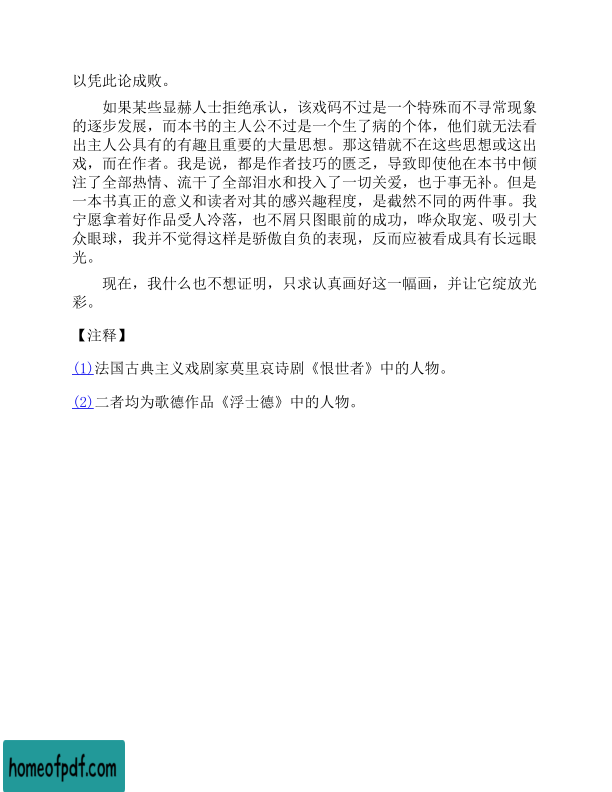 以凭此论成败。
如果某些显赫人士拒绝承认，该戏码不过是一个特殊而不寻常现象
的逐步发展，而本书的主人公不过是一个生了病的个体，他们就无法看
出主人公具有的有趣且重要的大量思想。那这错就不在这些思想或这出
戏，而在作者。我是说，都是作者技巧的匮乏，导致即使他在本书中倾
注了全部热情、流干了全部泪水和投入了一切关爱，也于事无补。但是
一本书真正的意义和读者对其的感兴趣程度，是截然不同的两件事。我
宁愿拿着好作品受人冷落，也不屑只图眼前的成功，哗众取宠、吸引大
众眼球，我并不觉得这样是骄傲自负的表现，反而应被看成具有长远眼
光。
现在，我什么也不想证明，只求认真画好这一幅画，并让它绽放光
彩。
【注释】
(1)法国古典主义戏剧家莫里哀诗剧《恨世者》中的人物。
(2)二者均为歌德作品《浮士德》中的人物。
homeofpdf.com